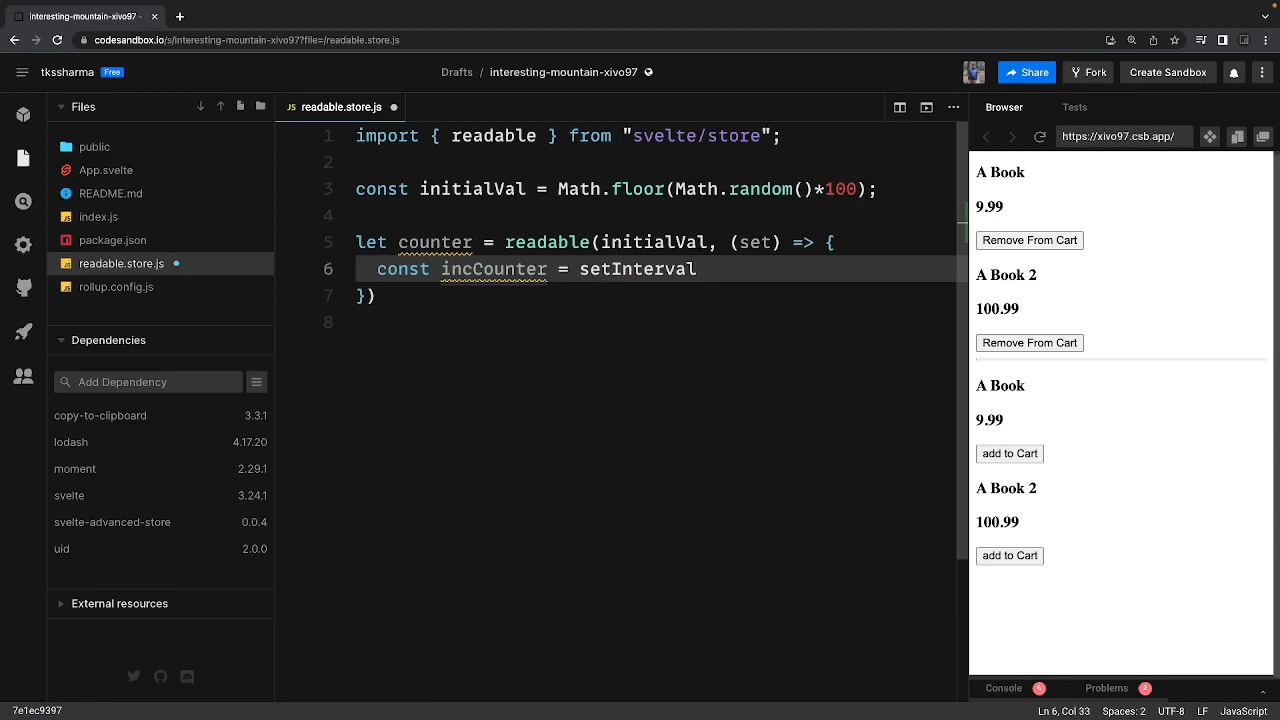 interesting-mountain-xivo97
codesandbox.io/s/interesting-mountain-xivo97?file=/readable.store.js
tkssharma Free
Drafts / interesting-mountain-xivo97
Share
Fork
Create Sandbox
Files
public
App.svelte
README.md
index.js
package.json
readable.store.js
rollup.config.js
Dependencies
Add Dependency
copy-to-clipboard 3.3.1
lodash 4.17.20
moment 2.29.1
svelte 3.24.1
svelte-advanced-store 0.0.4
uid 2.0.0
External resources
JS readable.store.js
1 import { readable } from "svelte/store";
2
3 const initialVal = Math.floor(Math.random()*100);
4
5 let counter = readable(initialVal, (set) => {
6 const incCounter = setInterval
7 })
8
Browser Tests
https://xivo97.csb.app/
A Book
9.99
Remove From Cart
A Book 2
100.99
Remove From Cart
A Book
9.99
add to Cart
A Book 2
100.99
add to Cart
Console 6 Problems 2
7e1ec9397
Ln 6, Col 33 Spaces: 2 UTF-8 LF JavaScript